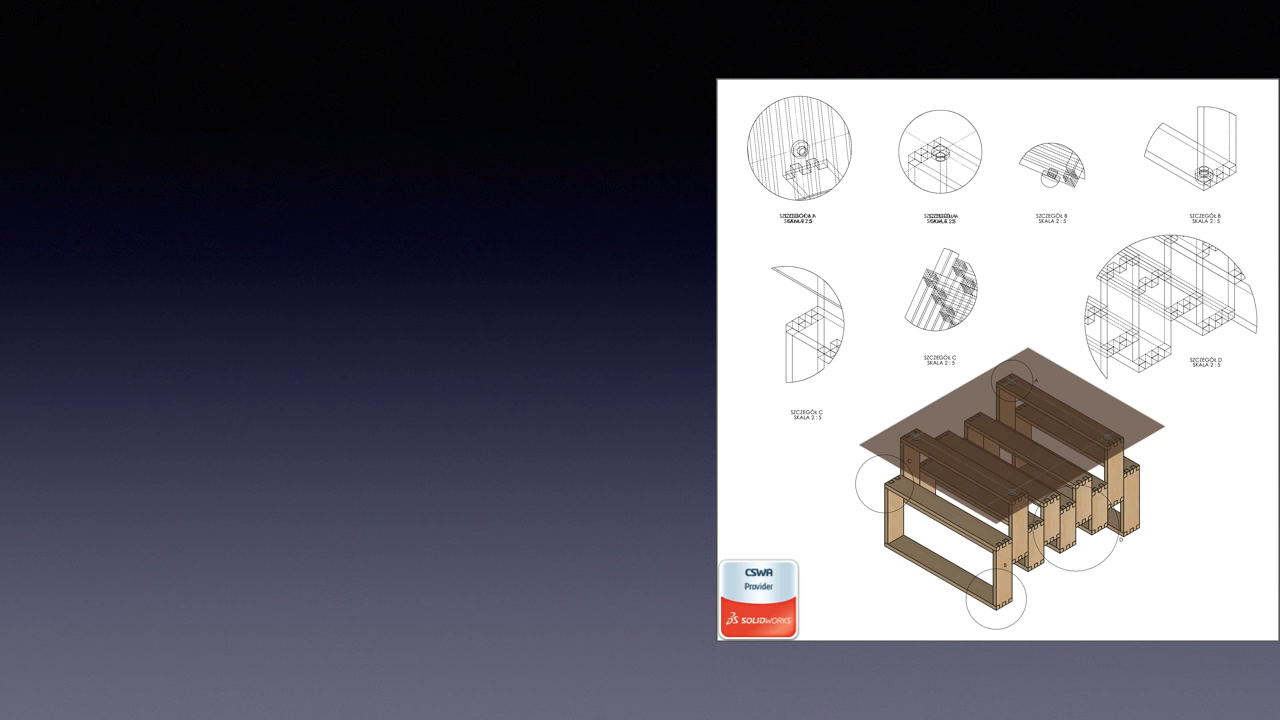 SZCZEGÓŁ B
SKALA 2 : 5
SZCZEGÓŁ B
SKALA 2 : 5
SZCZEGÓŁ C
SKALA 2 : 5
SZCZEGÓŁ D
SKALA 2 : 5
SZCZEGÓŁ C
SKALA 2 : 5
A
C
D
B
CSWA
Provider
SOLIDWORKS